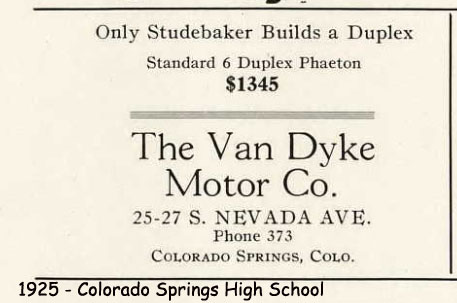 Only Studebaker Builds a Duplex
Standard 6 Duplex Phaeton
$1345
The Van Dyke
Motor Co.
25-27 S. NEVADA AVE.
Phone 373
COLORADO SPRINGS, COLO.
1925 - Colorado Springs High School